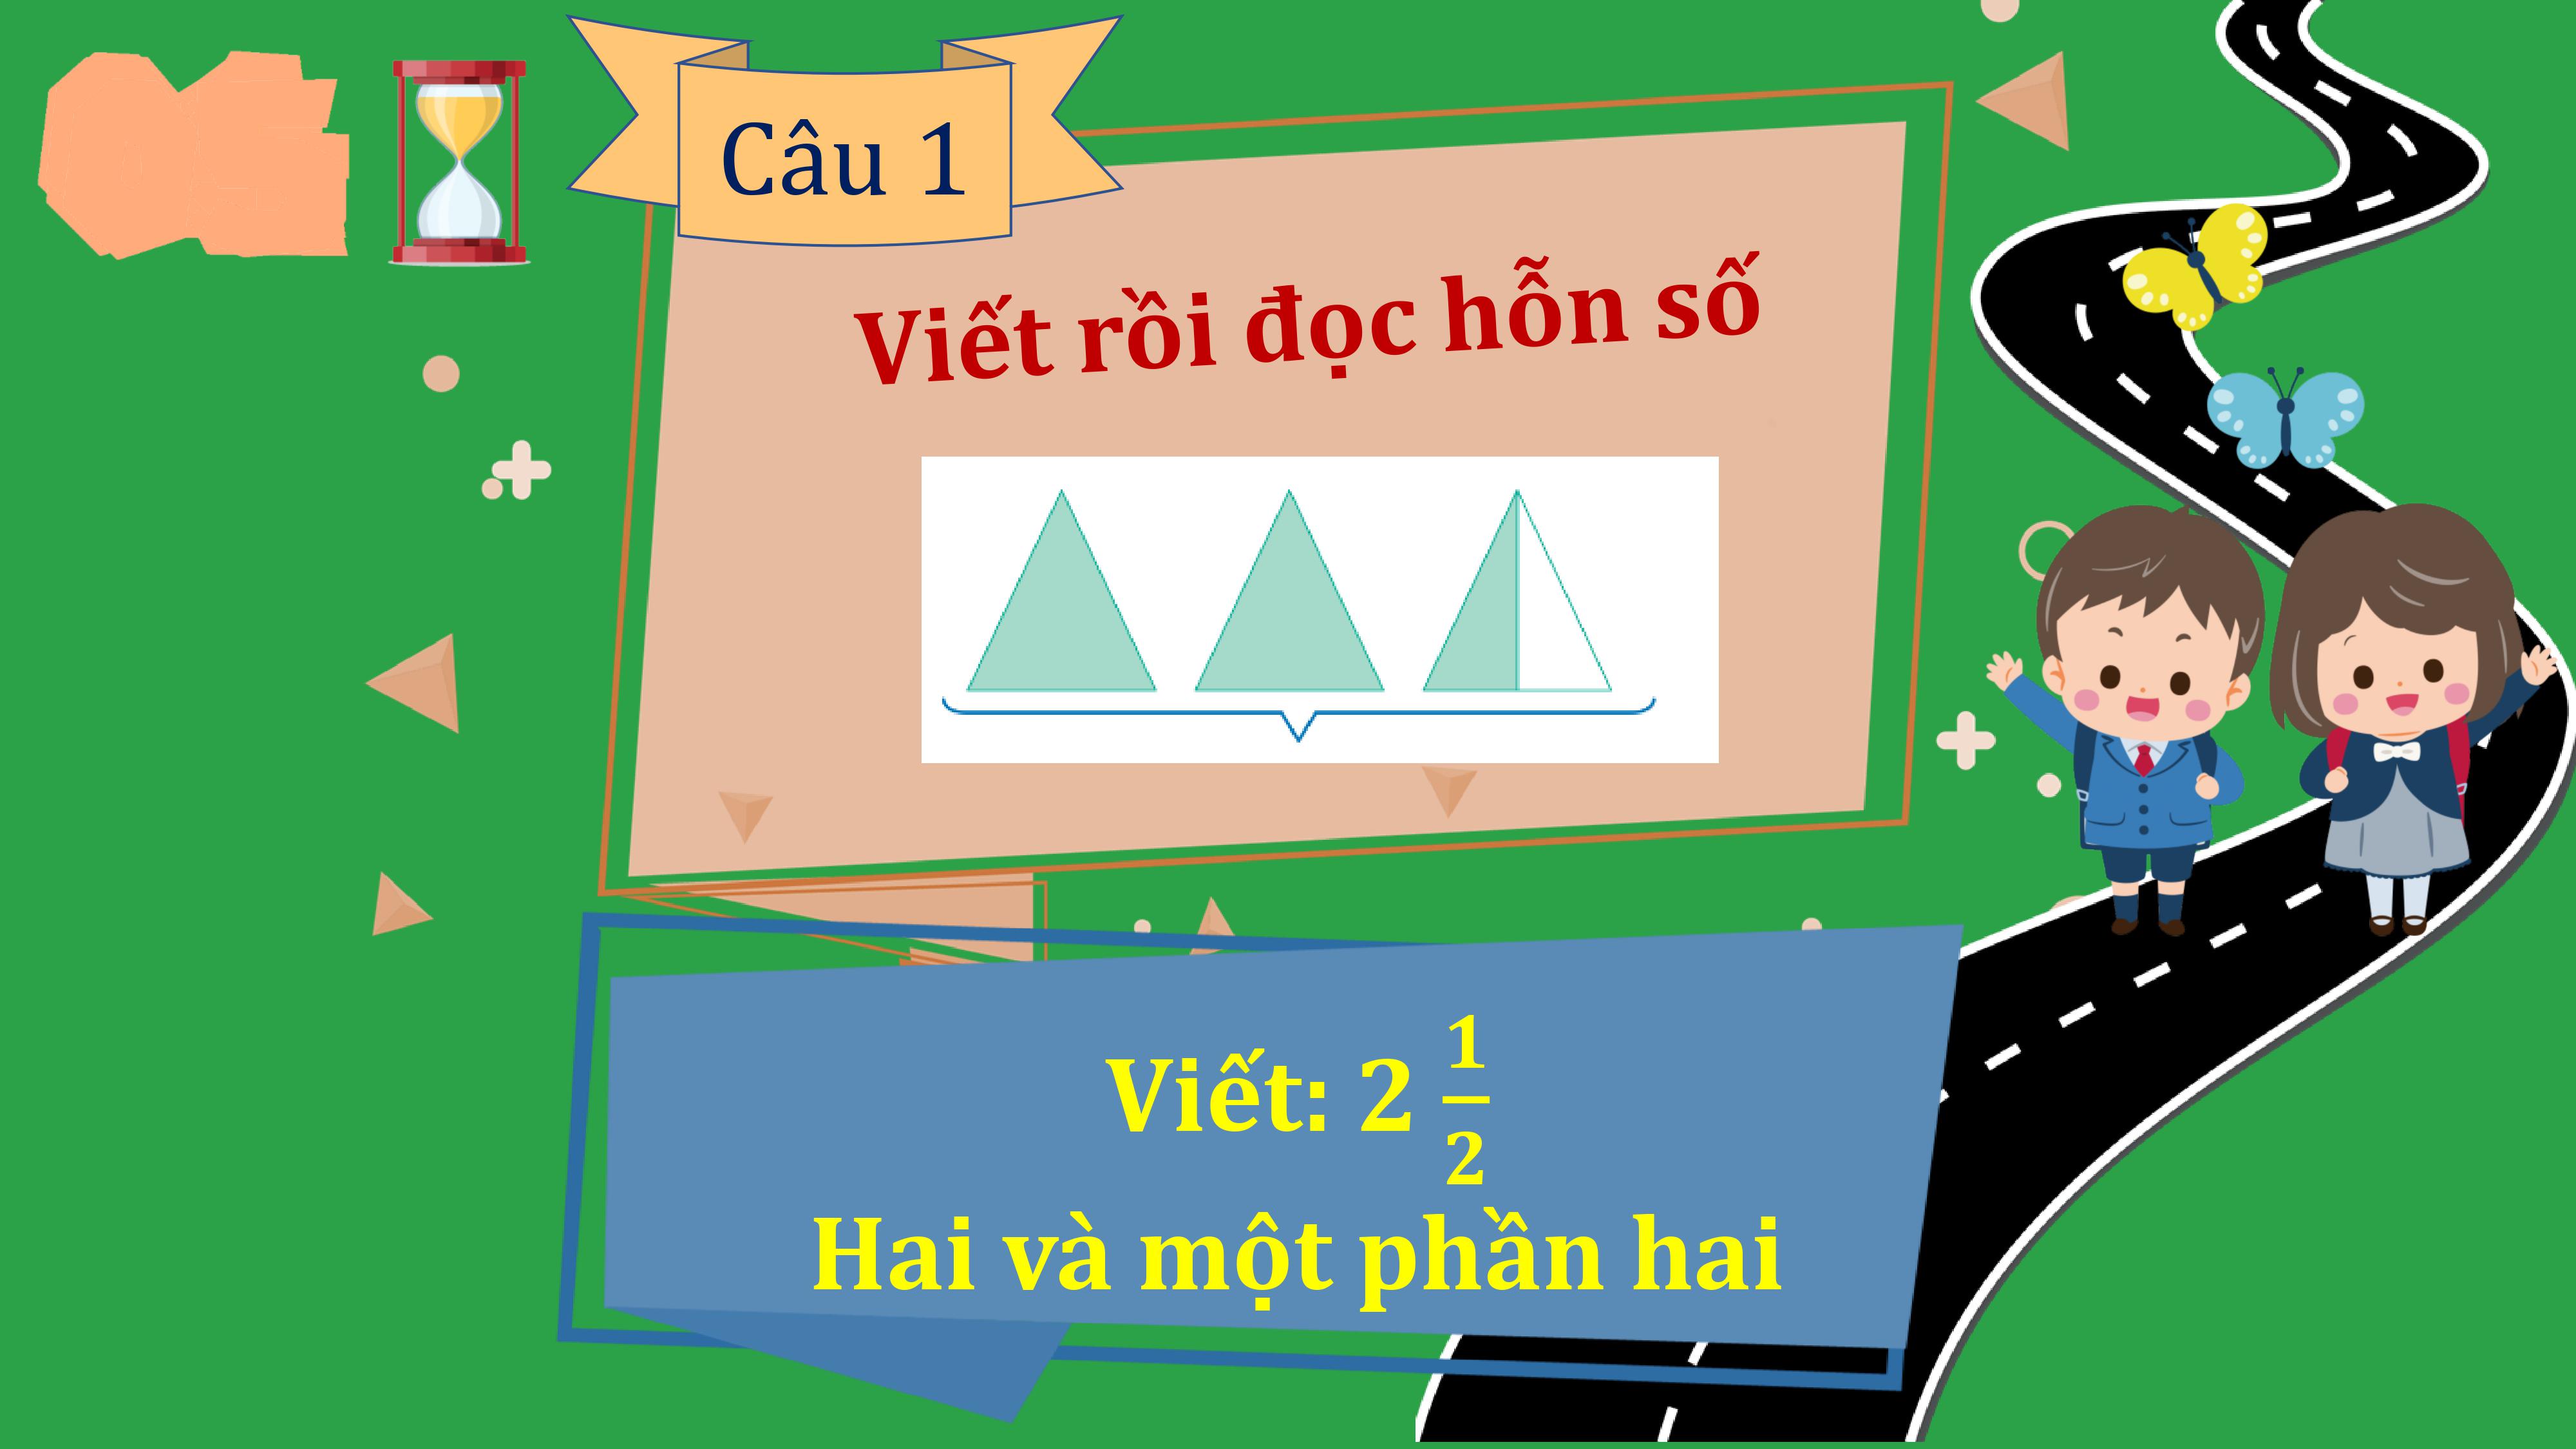 Câu 1
Viết rồi đọc hỗn số
Viết: 2 1/2
Hai và một phần hai